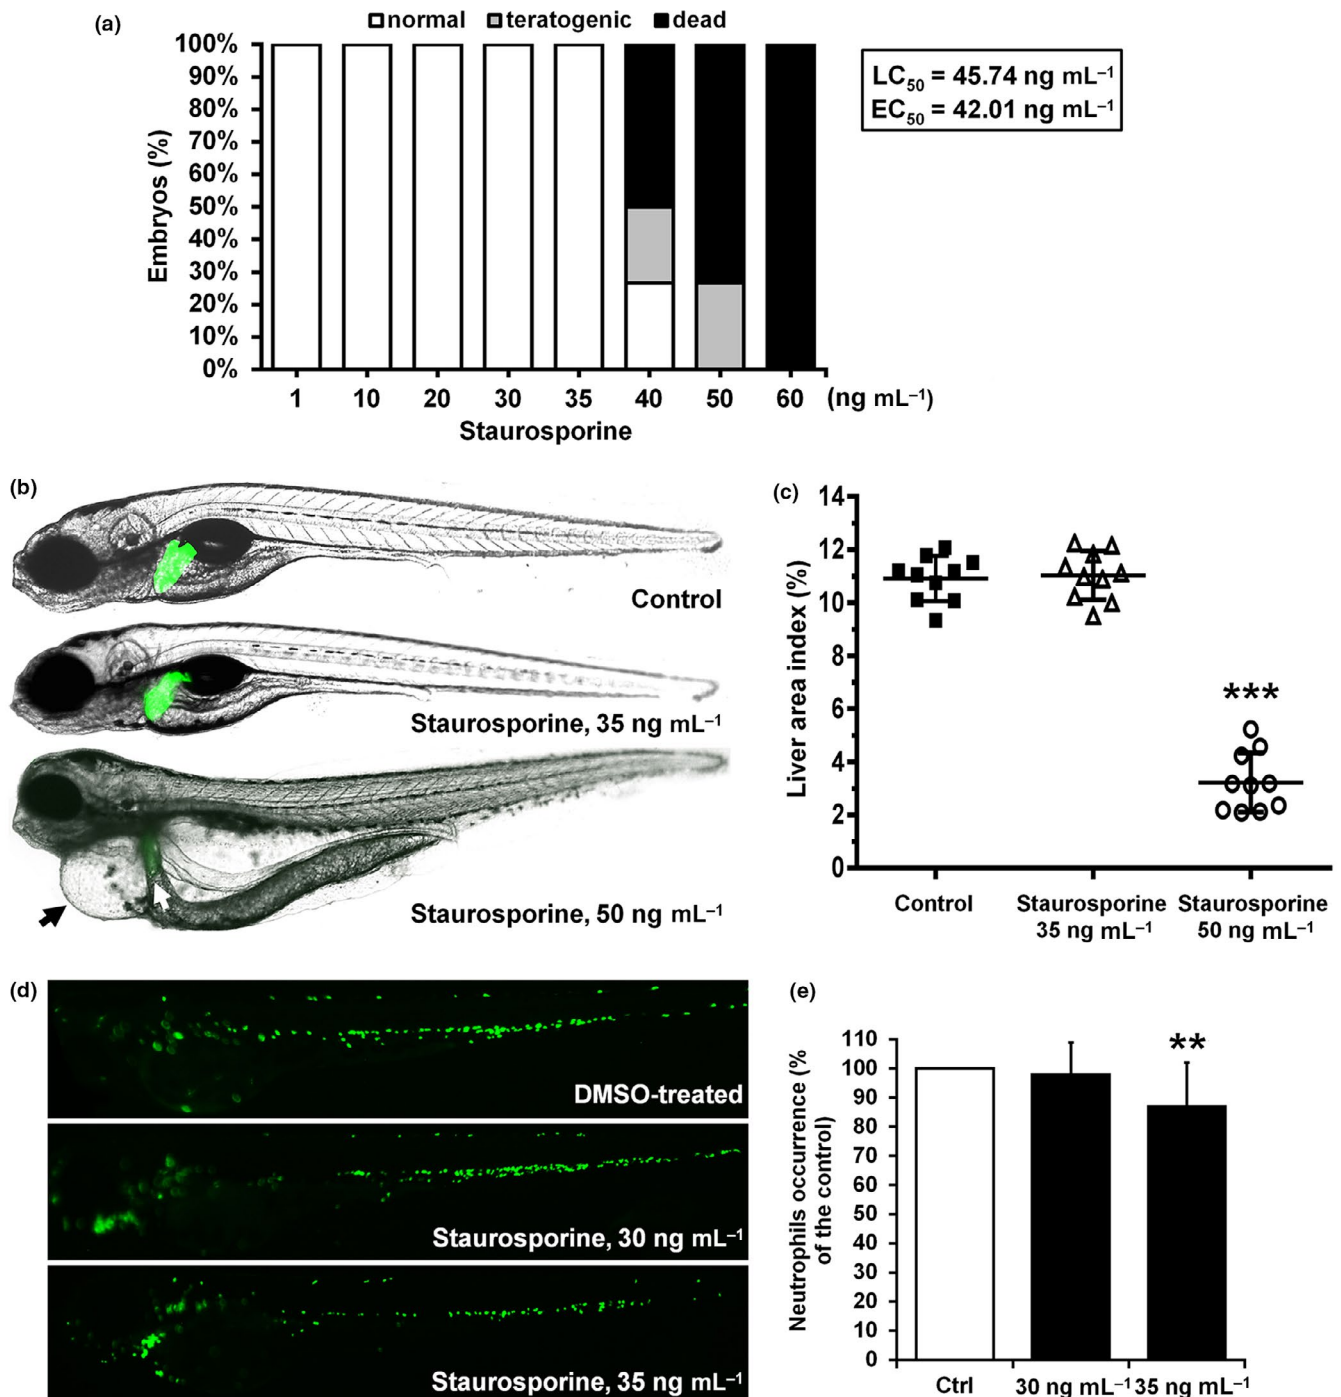 (a)
normal teratogenic dead
100%
90%
80%
70%
60%
50%
40%
30%
20%
10%
0%
Embryos (%)
1 10 20 30 35 40 50 60 (ng mL⁻¹)
Staurosporine
LC₅₀ = 45.74 ng mL⁻¹
EC₅₀ = 42.01 ng mL⁻¹
(b)
Control
Staurosporine, 35 ng mL⁻¹
Staurosporine, 50 ng mL⁻¹
(c)
14
12
10
8
6
4
2
0
Liver area index (%)
***
Control
Staurosporine
35 ng mL⁻¹
Staurosporine
50 ng mL⁻¹
(d)
DMSO-treated
Staurosporine, 30 ng mL⁻¹
Staurosporine, 35 ng mL⁻¹
(e)
Neutrophils occurrence (%
of the control)
110
100
90
80
70
60
50
40
30
20
10
0
**
Ctrl 30 ng mL⁻¹ 35 ng mL⁻¹